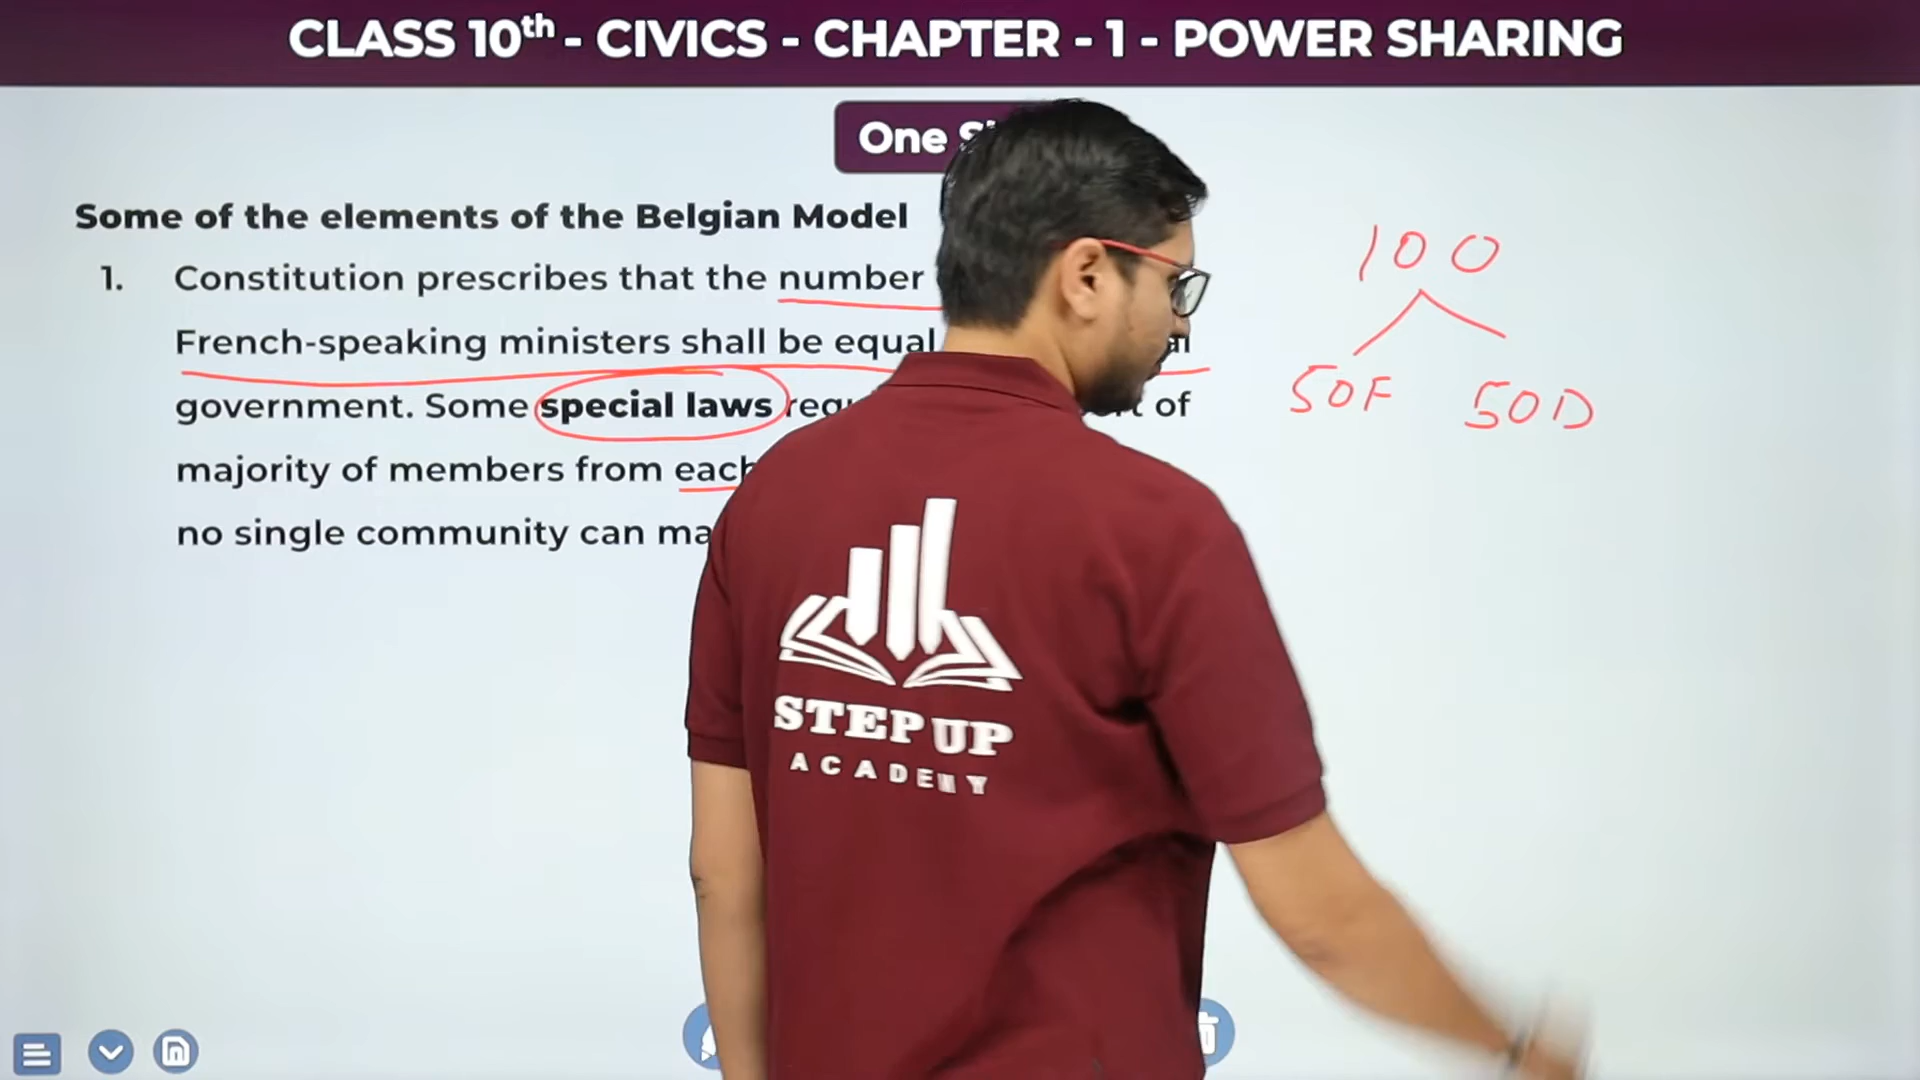 CLASS 10th - CIVICS - CHAPTER - 1 - POWER SHARING
One
Some of the elements of the Belgian Model
1. Constitution prescribes that the number
French-speaking ministers shall be equal
government. Some special laws of
majority of members from
no single community can
100
50F 50D
STEP UP
ACADEMY